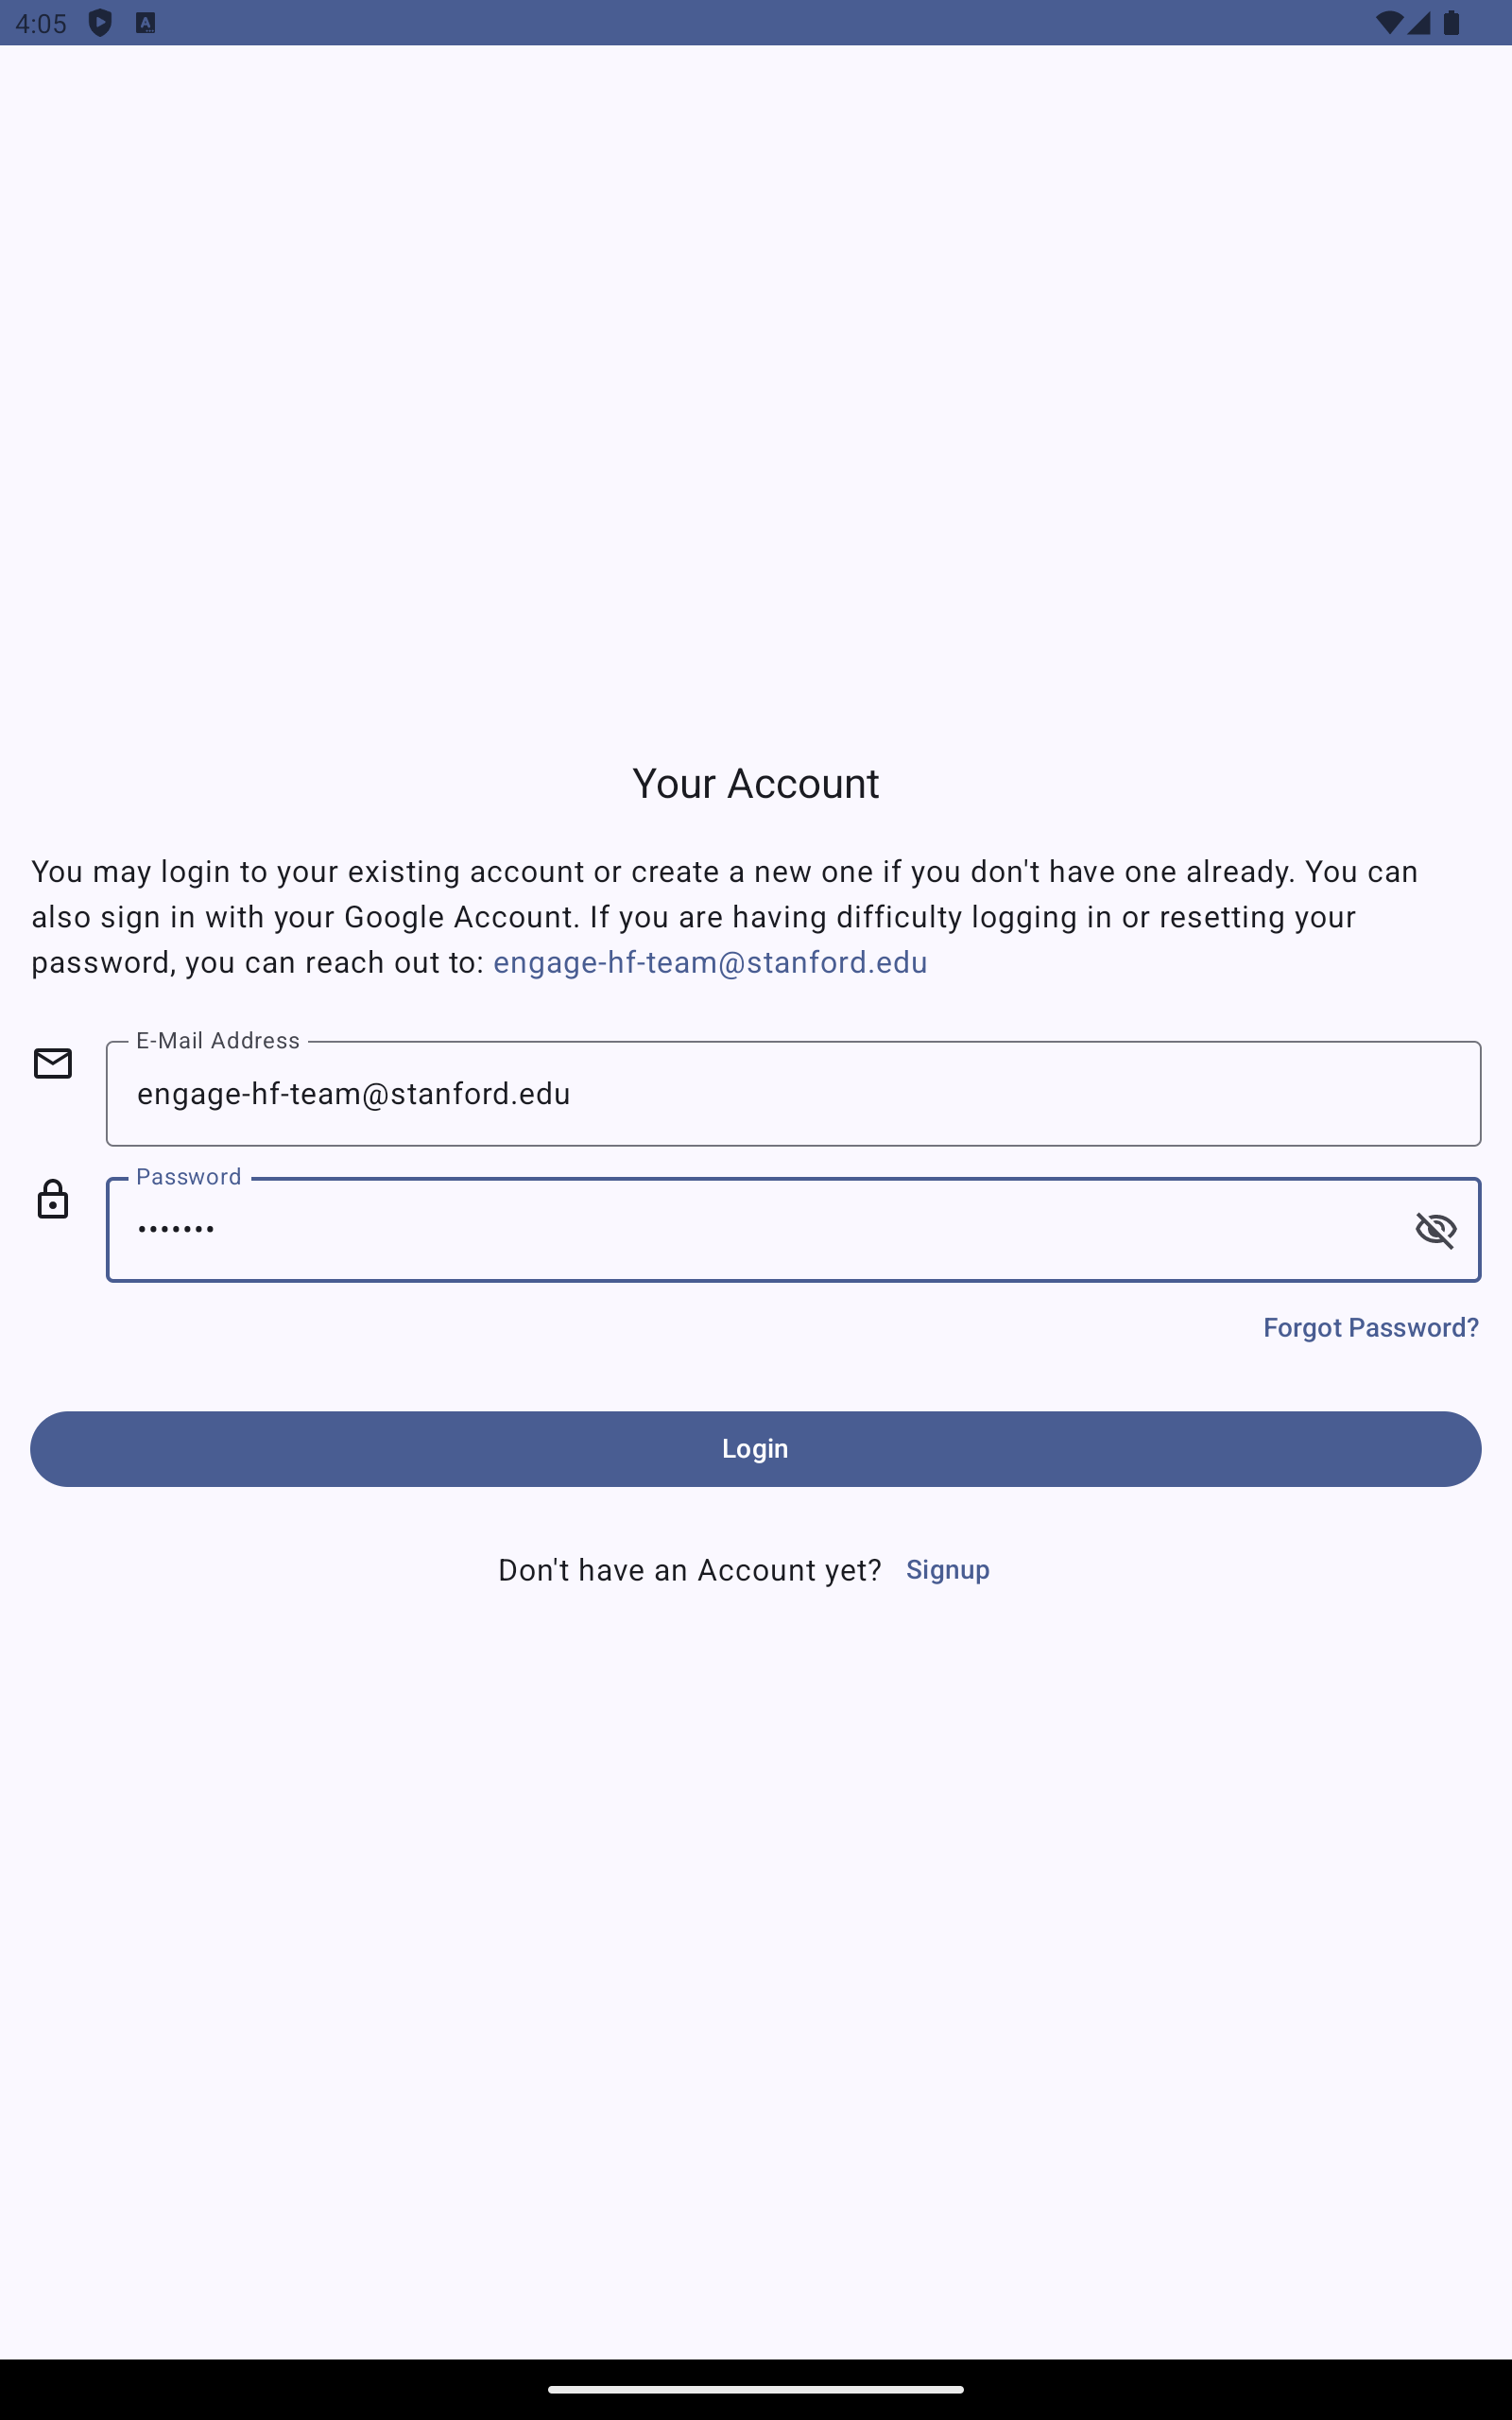 4:05
Your Account
You may login to your existing account or create a new one if you don't have one already. You can
also sign in with your Google Account. If you are having difficulty logging in or resetting your
password, you can reach out to: engage-hf-team@stanford.edu
E-Mail Address
engage-hf-team@stanford.edu
Password
•••••••
Forgot Password?
Login
Don't have an Account yet? Signup